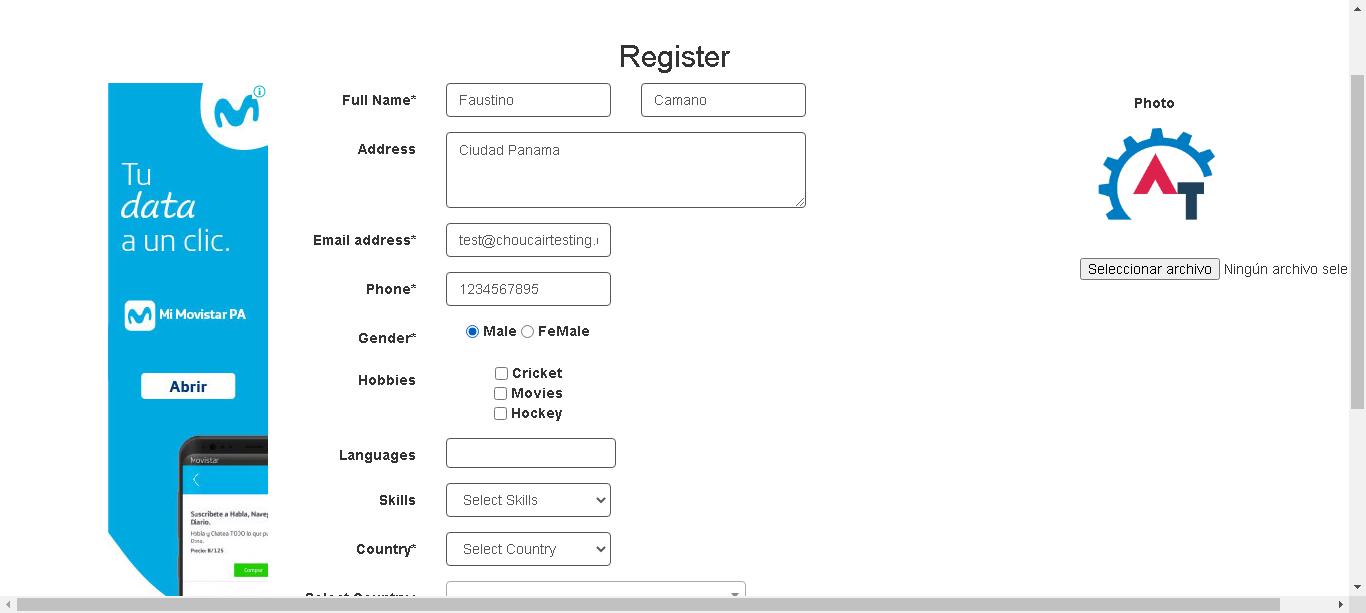 Register
Full Name*
Faustino
Camano
Photo
Address
Ciudad Panama
Tu
data
a un clic.
Email address*
test@choucairtesting.
Seleccionar archivo
Ningún archivo sele
Phone*
1234567895
Mi Movistar PA
Gender*
Male
FeMale
Hobbies
Cricket
Movies
Hockey
Abrir
Languages
Movistar
Skills
Select Skills
Suscríbete a Habla, Nave
Diario.
Habla y Chatea TODO lo que
Precio: B/1.25
Country*
Select Country
Comprar
Select Country: